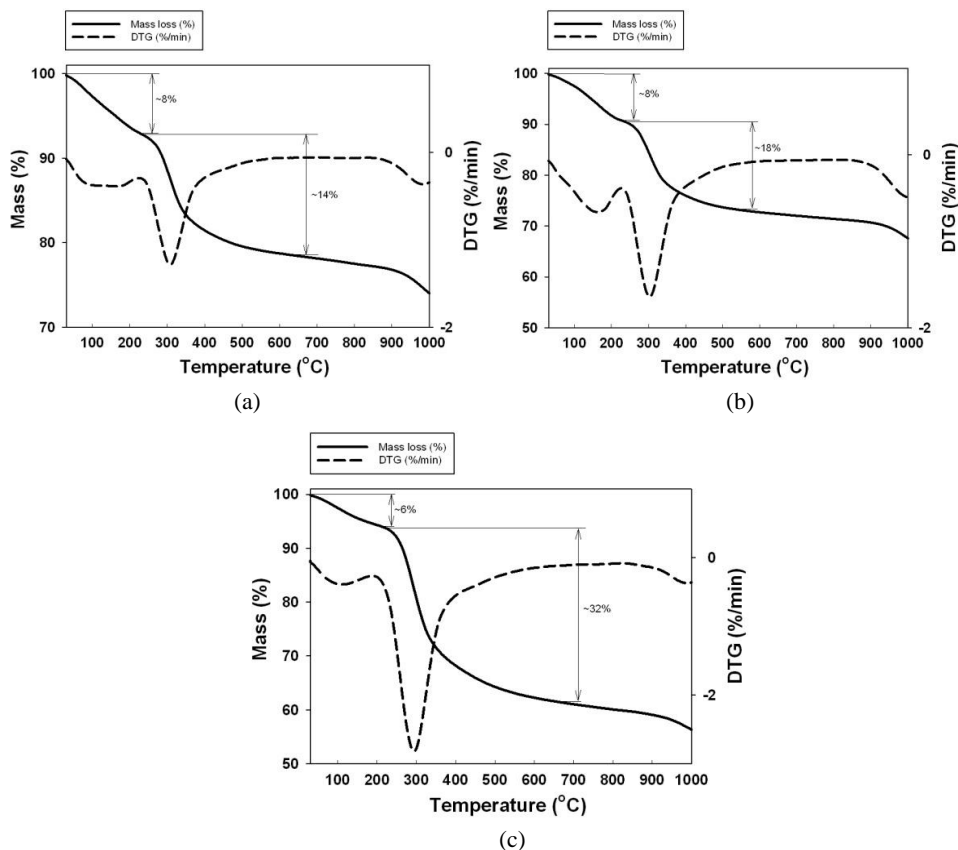 Mass loss (%)
DTG (%/min)
100
90
80
70
Mass (%)
~8%
~14%
0
-2
DTG (%/min)
100 200 300 400 500 600 700 800 900 1000
Temperature (°C)
(a)
Mass loss (%)
DTG (%/min)
100
90
80
70
60
50
Mass (%)
~8%
~18%
0
-2
DTG (%/min)
100 200 300 400 500 600 700 800 900 1000
Temperature (°C)
(b)
Mass loss (%)
DTG (%/min)
100
90
80
70
60
50
Mass (%)
~6%
~32%
0
-2
DTG (%/min)
100 200 300 400 500 600 700 800 900 1000
Temperature (°C)
(c)